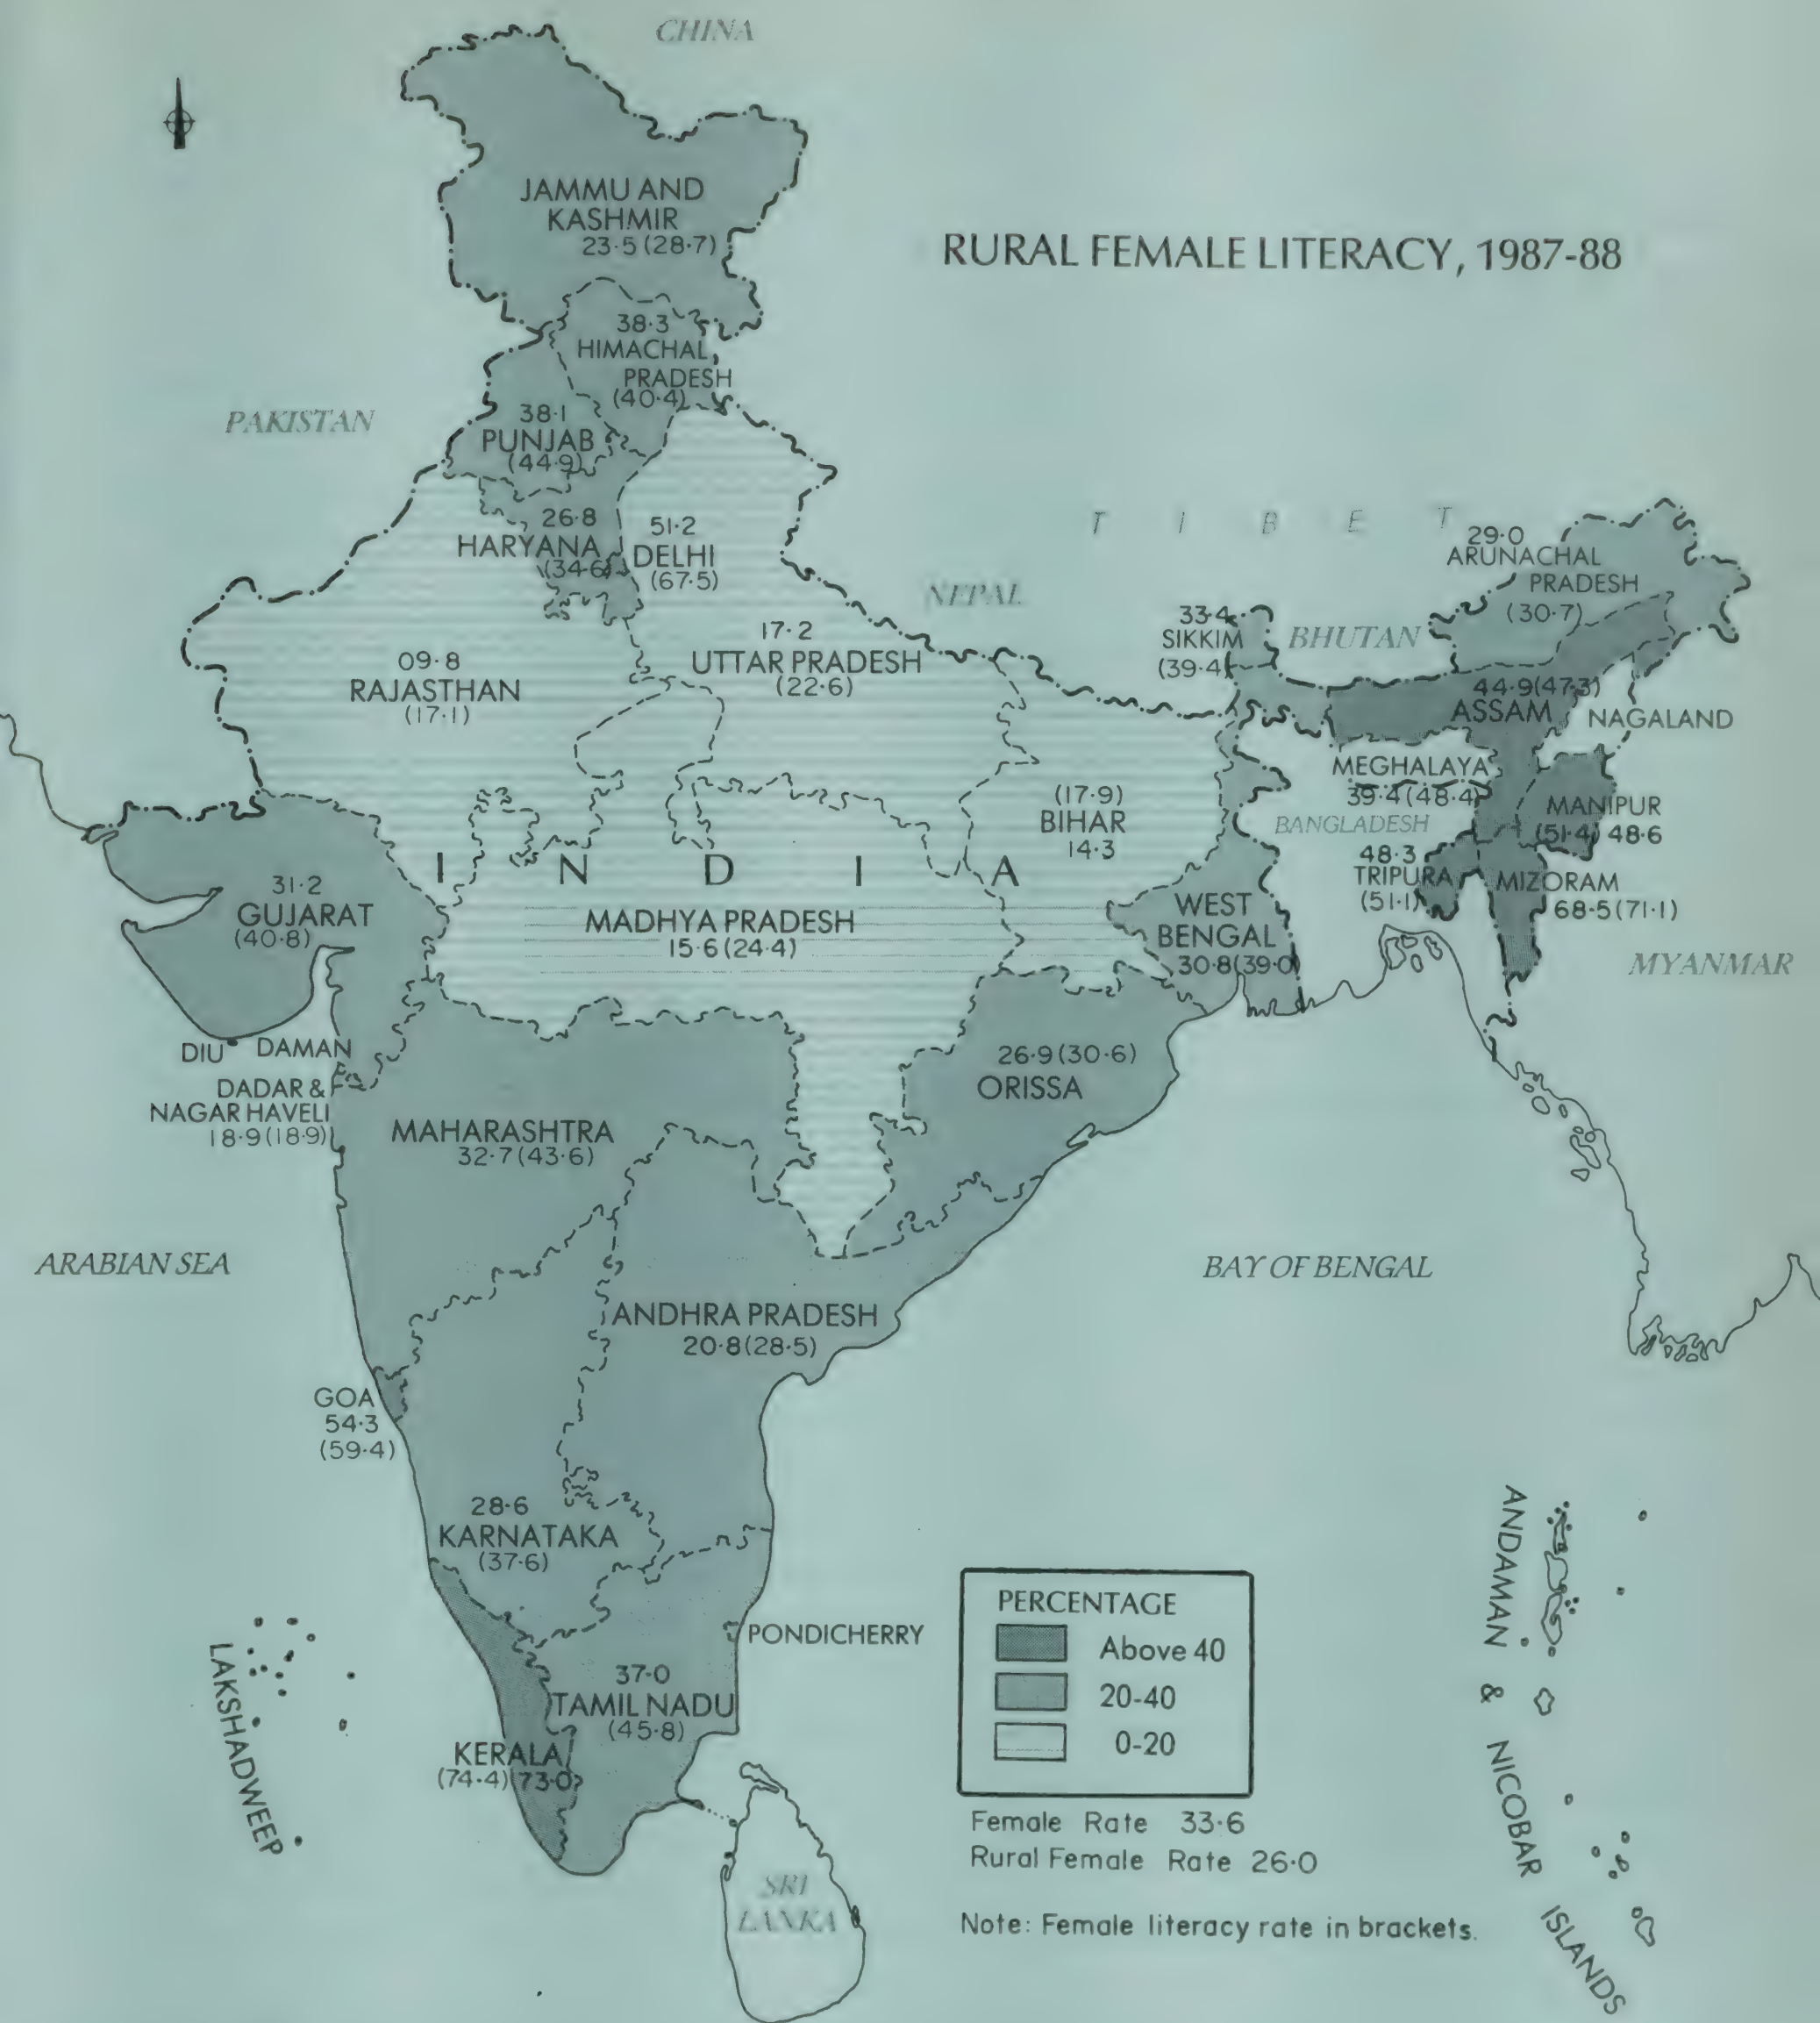 CHINA
RURAL FEMALE LITERACY, 1987-88
JAMMU AND
KASHMIR
23·5 (28·7)
38·3
HIMACHAL
PRADESH
(40·4)
PAKISTAN
38·1
PUNJAB
(44·9)
26·8
HARYANA
(34·6)
51·2
DELHI
(67·5)
TIBET
29·0
ARUNACHAL
PRADESH
(30·7)
NEPAL
33·4
SIKKIM
(39·4)
BHUTAN
17·2
UTTAR PRADESH
(22·6)
09·8
RAJASTHAN
(17·1)
44·9(47·3)
ASSAM
NAGALAND
MEGHALAYA
39·4(48·4)
MANIPUR
(51·4) 48·6
BANGLADESH
(17·9)
BIHAR
14·3
48·3
TRIPURA
(51·1)
MIZORAM
68·5(71·1)
INDIA
31·2
GUJARAT
(40·8)
MADHYA PRADESH
15·6(24·4)
WEST
BENGAL
30·8(39·0)
MYANMAR
DIU
DAMAN
DADAR &
NAGAR HAVELI
18·9(18·9)
26·9(30·6)
ORISSA
MAHARASHTRA
32·7(43·6)
ARABIAN SEA
BAY OF BENGAL
ANDHRA PRADESH
20·8(28·5)
GOA
54·3
(59·4)
28·6
KARNATAKA
(37·6)
PONDICHERRY
37·0
TAMIL NADU
(45·8)
KERALA
(74·4) 73·0
LAKSHADWEEP
ANDAMAN & NICOBAR ISLANDS
PERCENTAGE
Above 40
20-40
0-20
Female Rate 33·6
Rural Female Rate 26·0
SRI
LANKA
Note: Female literacy rate in brackets.